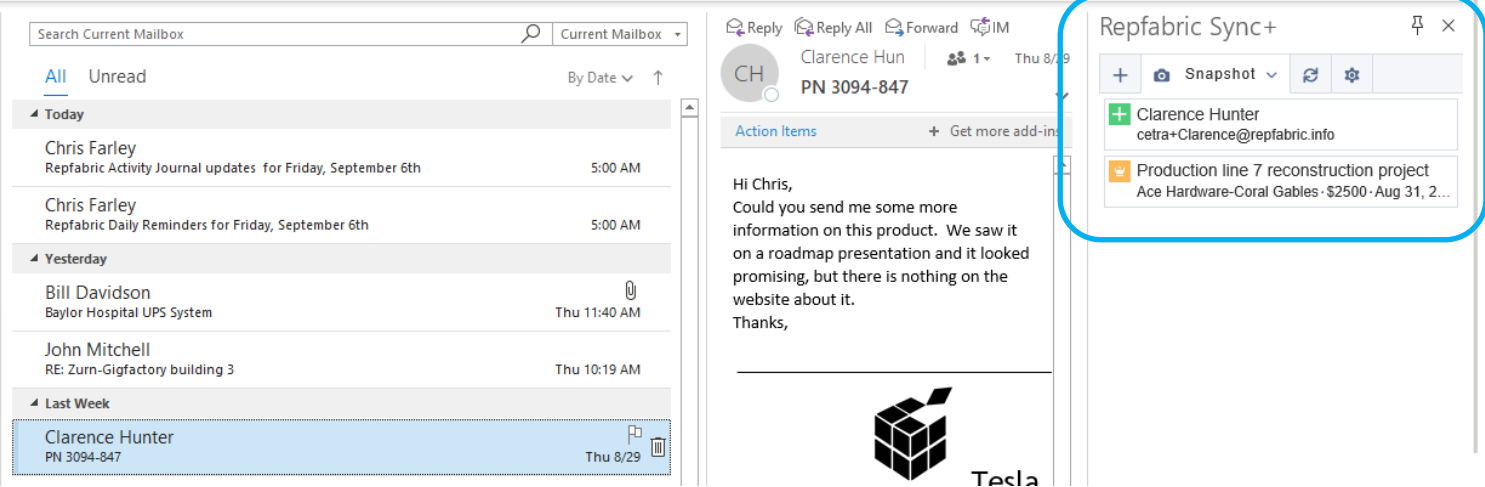 Search Current Mailbox
Current Mailbox
All Unread
By Date
Today
Chris Farley
Repfabric Activity Journal updates for Friday, September 6th 5:00 AM
Chris Farley
Repfabric Daily Reminders for Friday, September 6th 5:00 AM
Yesterday
Bill Davidson
Baylor Hospital UPS System Thu 11:40 AM
John Mitchell
RE: Zurn-Gigfactory building 3 Thu 10:19 AM
Last Week
Clarence Hunter
PN 3094-847 Thu 8/29
Reply Reply All Forward IM
CH
Clarence Hun 1 Thu 8/29
PN 3094-847
Action Items + Get more add-ins
Hi Chris,
Could you send me some more
information on this product. We saw it
on a roadmap presentation and it looked
promising, but there is nothing on the
website about it.
Thanks,
Tesla
Repfabric Sync+
Snapshot
Clarence Hunter
cetra+Clarence@repfabric.info
Production line 7 reconstruction project
Ace Hardware-Coral Gables · $2500 · Aug 31, 2...